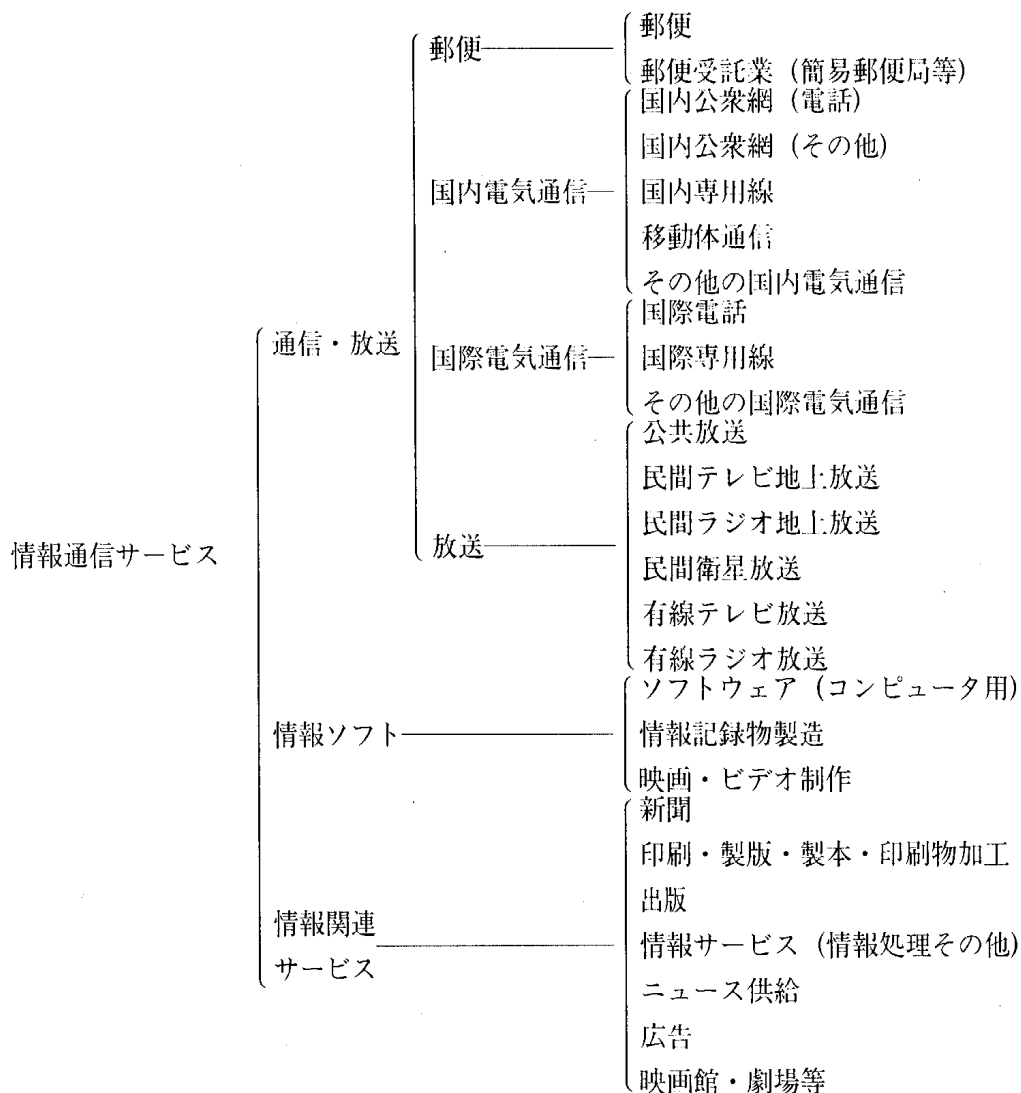 郵便
郵便
郵便受託業（簡易郵便局等）
国内電気通信
国内公衆網（電話）
国内公衆網（その他）
国内専用線
移動体通信
その他の国内電気通信
通信・放送
国際電気通信
国際電話
国際専用線
その他の国際電気通信
放送
公共放送
民間テレビ地上放送
民間ラジオ地上放送
民間衛星放送
有線テレビ放送
有線ラジオ放送
情報通信サービス
情報ソフト
ソフトウェア（コンピュータ用）
情報記録物製造
映画・ビデオ制作
情報関連
サービス
新聞
印刷・製版・製本・印刷物加工
出版
情報サービス（情報処理その他）
ニュース供給
広告
映画館・劇場等